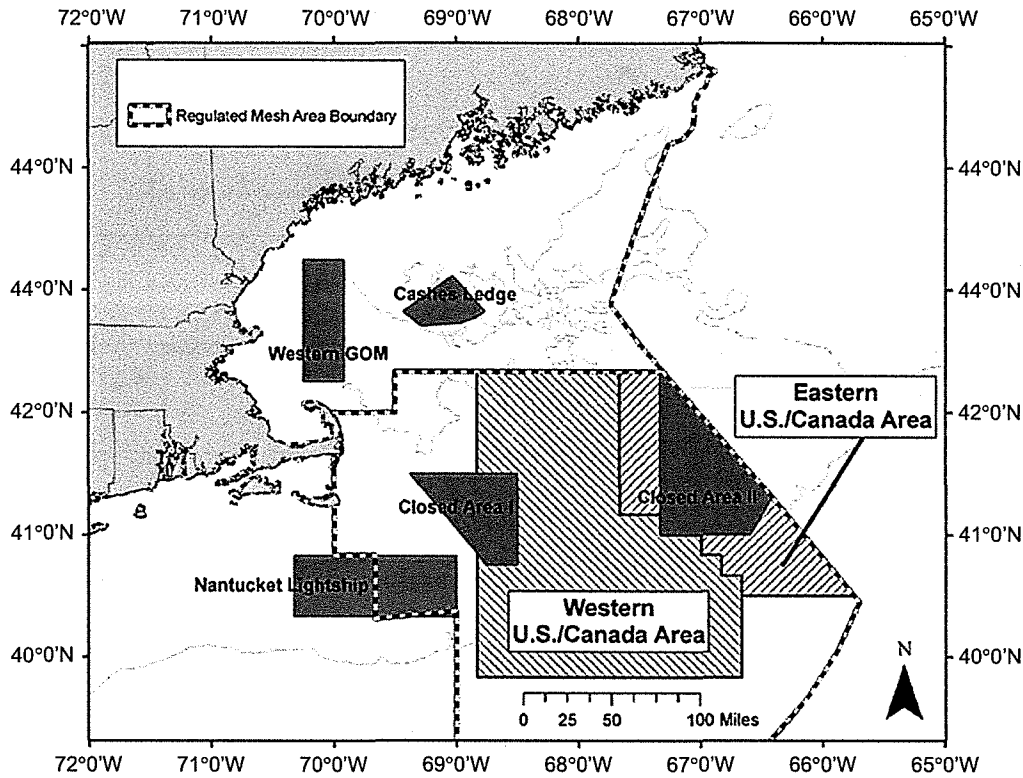 72°0'W 71°0'W 70°0'W 69°0'W 68°0'W 67°0'W 66°0'W 65°0'W
Regulated Mesh Area Boundary
44°0'N 44°0'N
44°0'N 44°0'N
Cashes Ledge
Western GOM
Eastern
U.S./Canada Area
42°0'N 42°0'N
Closed Area I
Closed Area II
41°0'N 41°0'N
Nantucket Lightship
Western
U.S./Canada Area
40°0'N 40°0'N
N
0 25 50 100 Miles
72°0'W 71°0'W 70°0'W 69°0'W 68°0'W 67°0'W 66°0'W 65°0'W